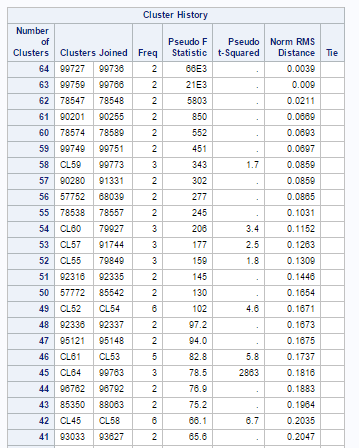 Cluster History
Number of Clusters Clusters Joined Freq Pseudo F Statistic Pseudo t-Squared Norm RMS Distance Tie
64 99727 99736 2 66E3 . 0.0039
63 99759 99766 2 21E3 . 0.009
62 78547 78548 2 5803 . 0.0211
61 90201 90255 2 850 . 0.0669
60 78574 78589 2 552 . 0.0693
59 99749 99751 2 451 . 0.0697
58 CL59 99773 3 343 1.7 0.0859
57 90280 91331 2 302 . 0.0859
56 57752 68039 2 277 . 0.0865
55 78538 78557 2 245 . 0.1031
54 CL60 79927 3 206 3.4 0.1152
53 CL57 91744 3 177 2.5 0.1263
52 CL55 79849 3 159 1.8 0.1309
51 92316 92335 2 145 . 0.1446
50 57772 85542 2 130 . 0.1654
49 CL52 CL54 6 102 4.6 0.1671
48 92336 92337 2 97.2 . 0.1673
47 95121 95148 2 94.0 . 0.1675
46 CL61 CL53 5 82.8 5.8 0.1737
45 CL64 99763 3 78.5 2863 0.1816
44 96762 96792 2 76.9 . 0.1883
43 85350 88063 2 75.2 . 0.1964
42 CL45 CL58 6 66.1 6.7 0.2035
41 93033 93627 2 65.6 . 0.2047